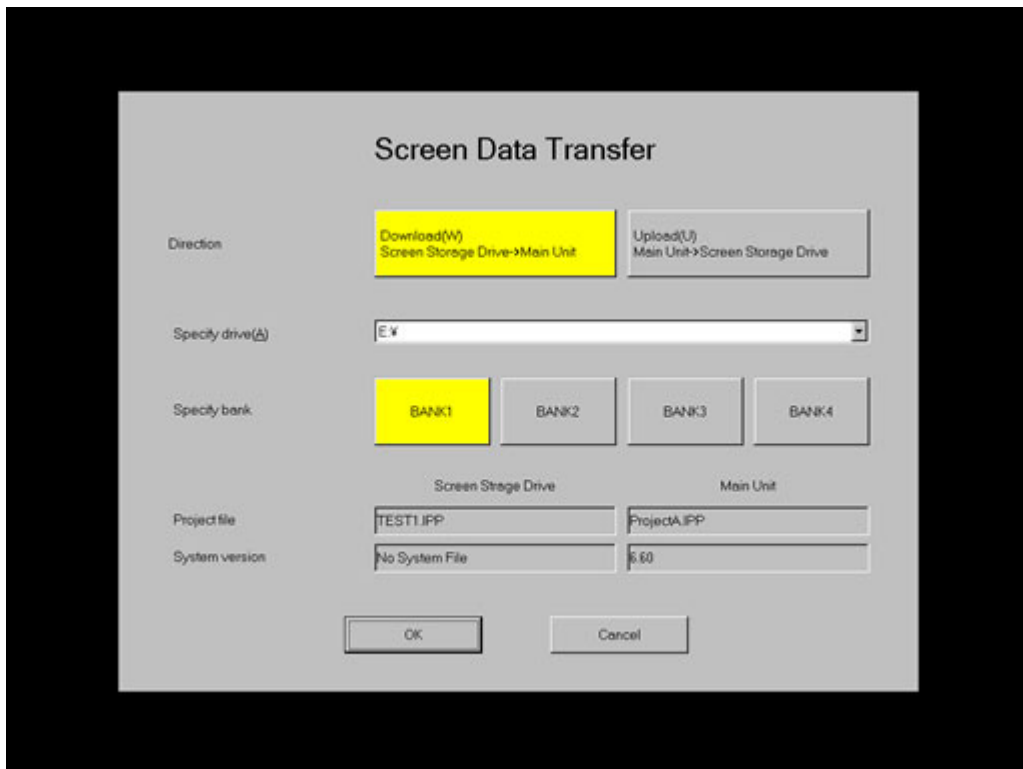 Screen Data Transfer
Direction
Download(W)
Screen Storage Drive->Main Unit
Upload(U)
Main Unit->Screen Storage Drive
Specify drive(A)
E:¥
Specify bank
BANK1
BANK2
BANK3
BANK4
Screen Strage Drive
Main Unit
Project file
TEST1.IPP
ProjectA.IPP
System version
No System File
6.60
OK
Cancel